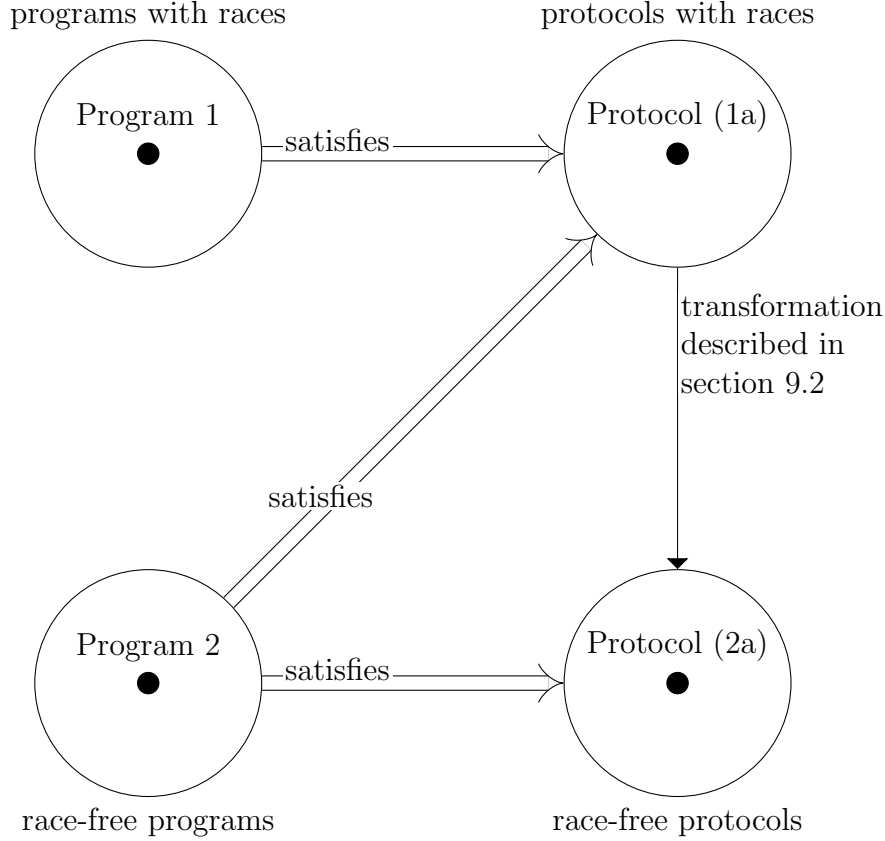 programs with races
protocols with races
Program 1
Protocol (1a)
satisfies
transformation
described in
section 9.2
satisfies
Program 2
Protocol (2a)
satisfies
race-free programs
race-free protocols